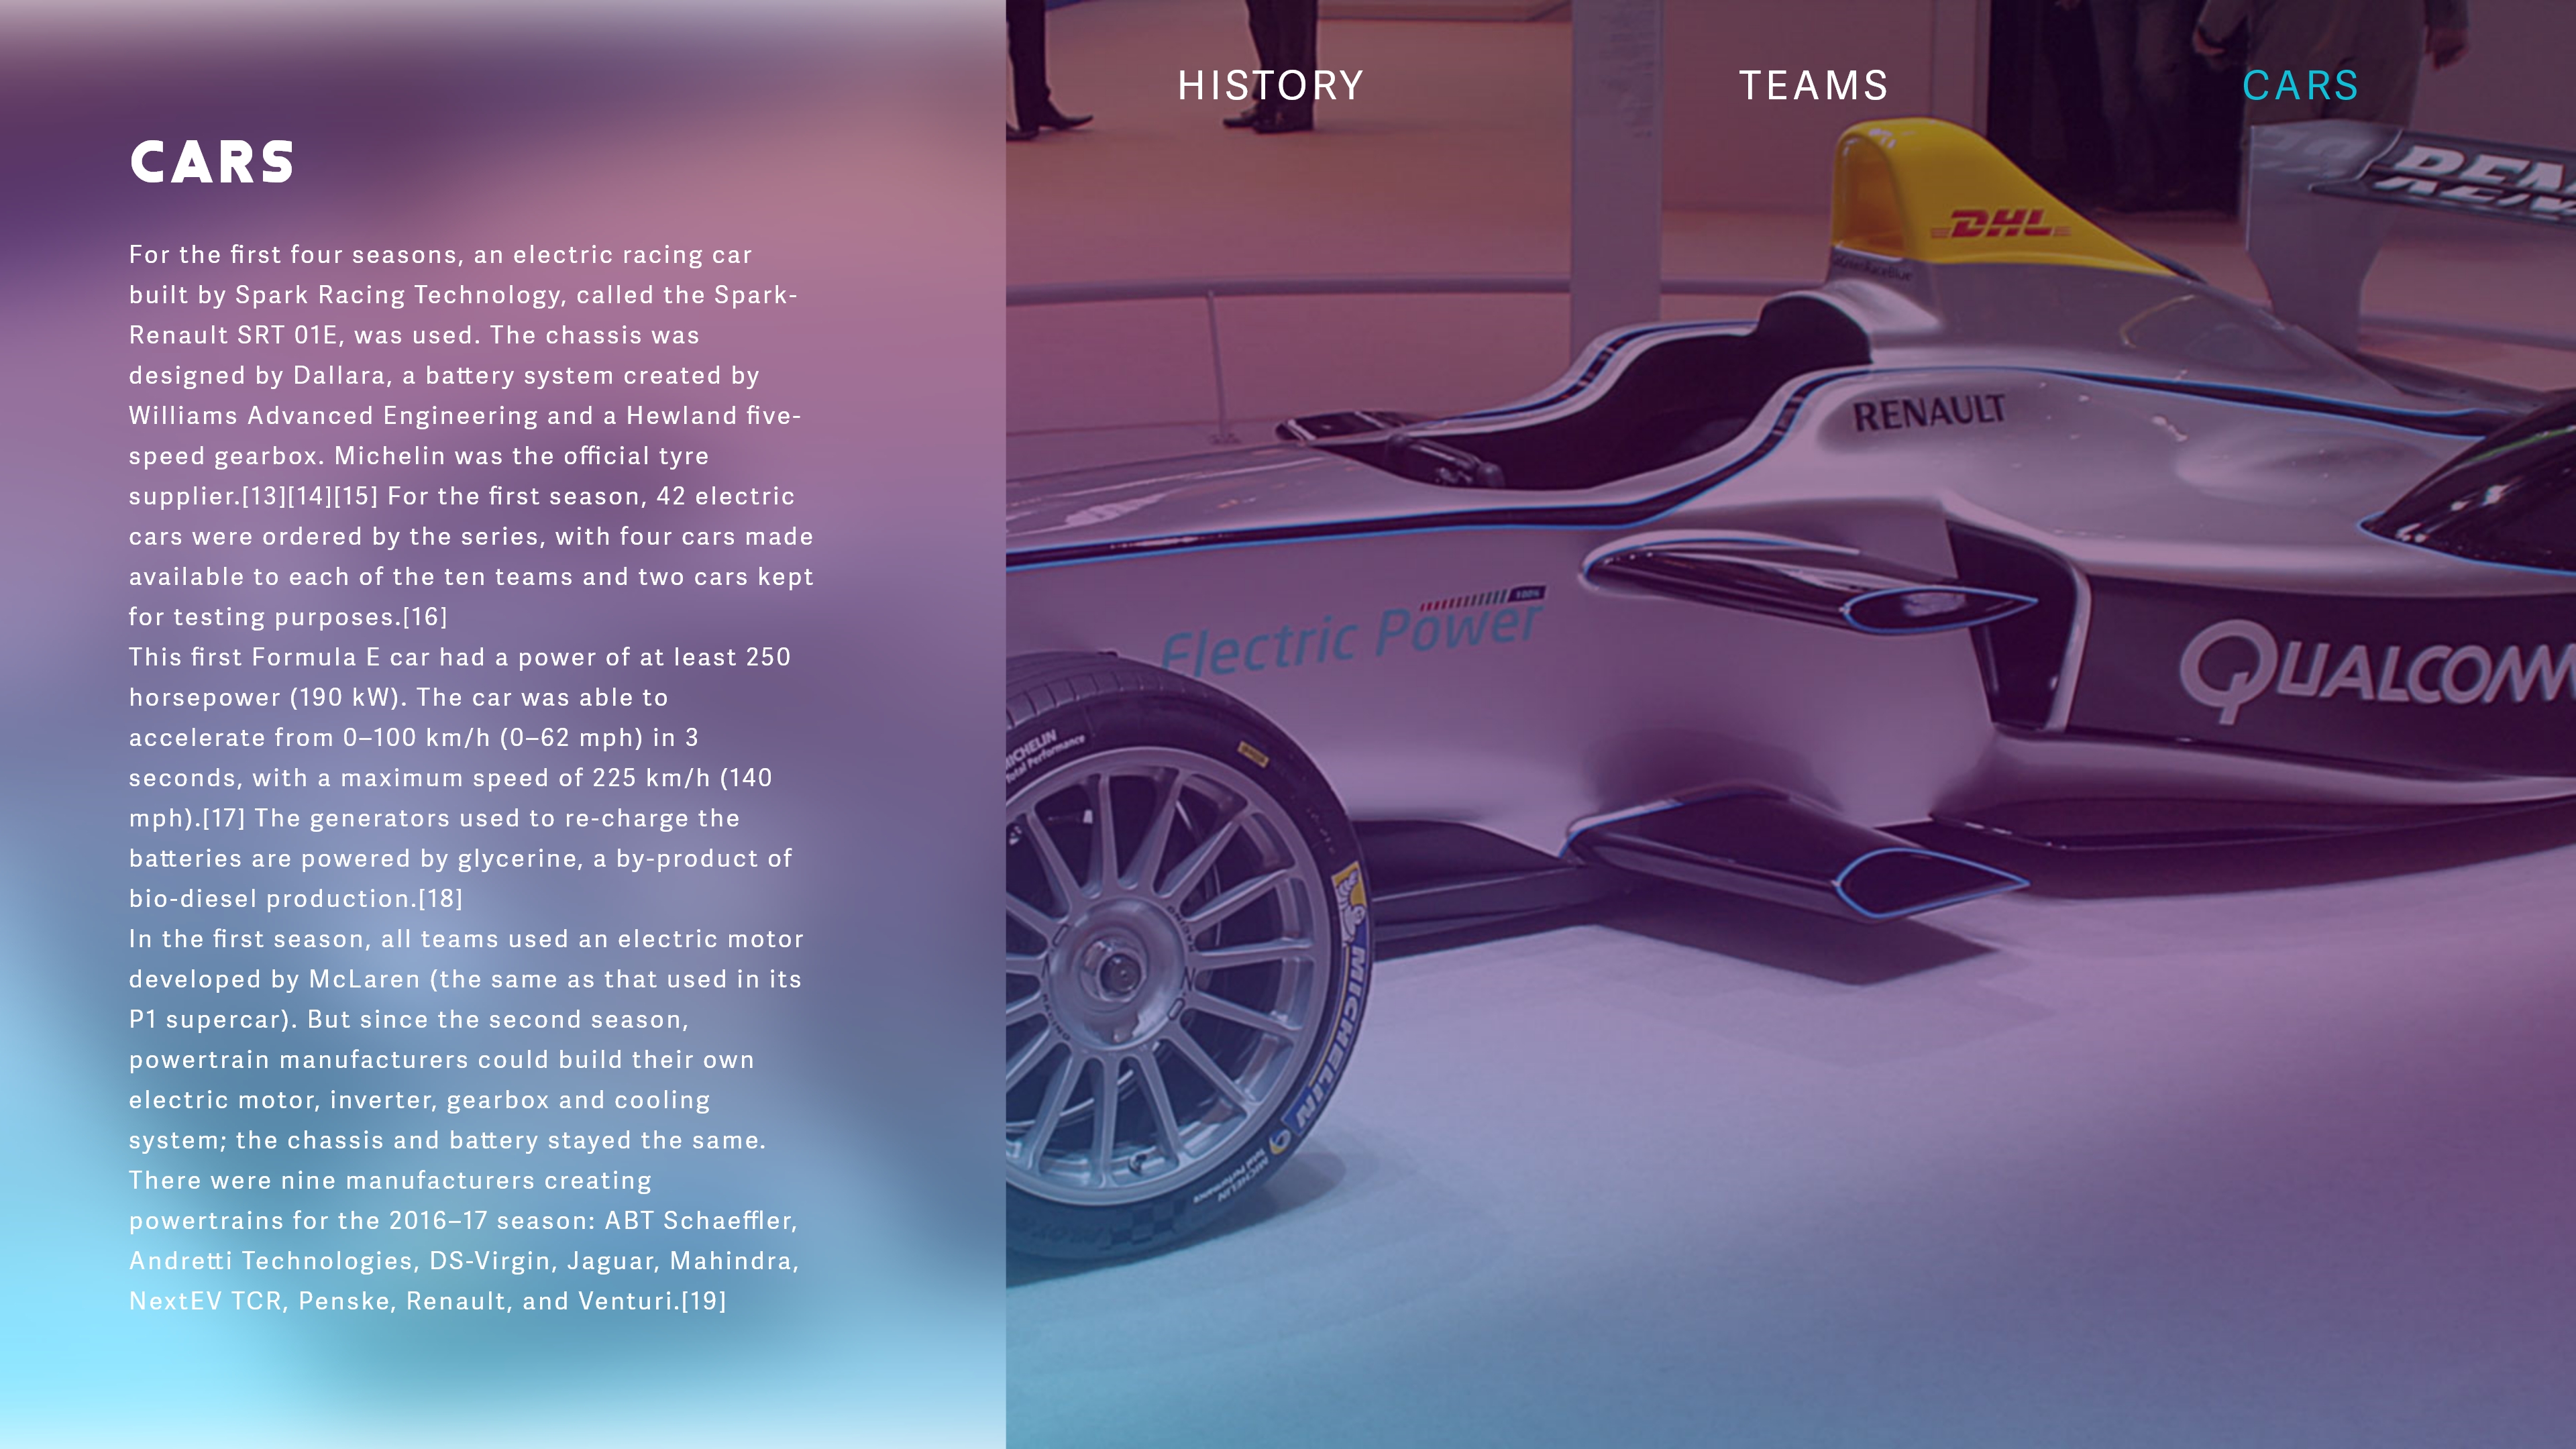 HISTORY
TEAMS
CARS
CARS
For the first four seasons, an electric racing car
built by Spark Racing Technology, called the Spark-
Renault SRT 01E, was used. The chassis was
designed by Dallara, a battery system created by
Williams Advanced Engineering and a Hewland five-
speed gearbox. Michelin was the official tyre
supplier.[13][14][15] For the first season, 42 electric
cars were ordered by the series, with four cars made
available to each of the ten teams and two cars kept
for testing purposes.[16]
This first Formula E car had a power of at least 250
horsepower (190 kW). The car was able to
accelerate from 0–100 km/h (0–62 mph) in 3
seconds, with a maximum speed of 225 km/h (140
mph).[17] The generators used to re-charge the
batteries are powered by glycerine, a by-product of
bio-diesel production.[18]
In the first season, all teams used an electric motor
developed by McLaren (the same as that used in its
P1 supercar). But since the second season,
powertrain manufacturers could build their own
electric motor, inverter, gearbox and cooling
system; the chassis and battery stayed the same.
There were nine manufacturers creating
powertrains for the 2016–17 season: ABT Schaeffler,
Andretti Technologies, DS-Virgin, Jaguar, Mahindra,
NextEV TCR, Penske, Renault, and Venturi.[19]
DHL
RENAULT
100%
Electric Power
QUALCOM
MICHELIN
Total Performance
MICHELIN
MICHELIN
Total Performance